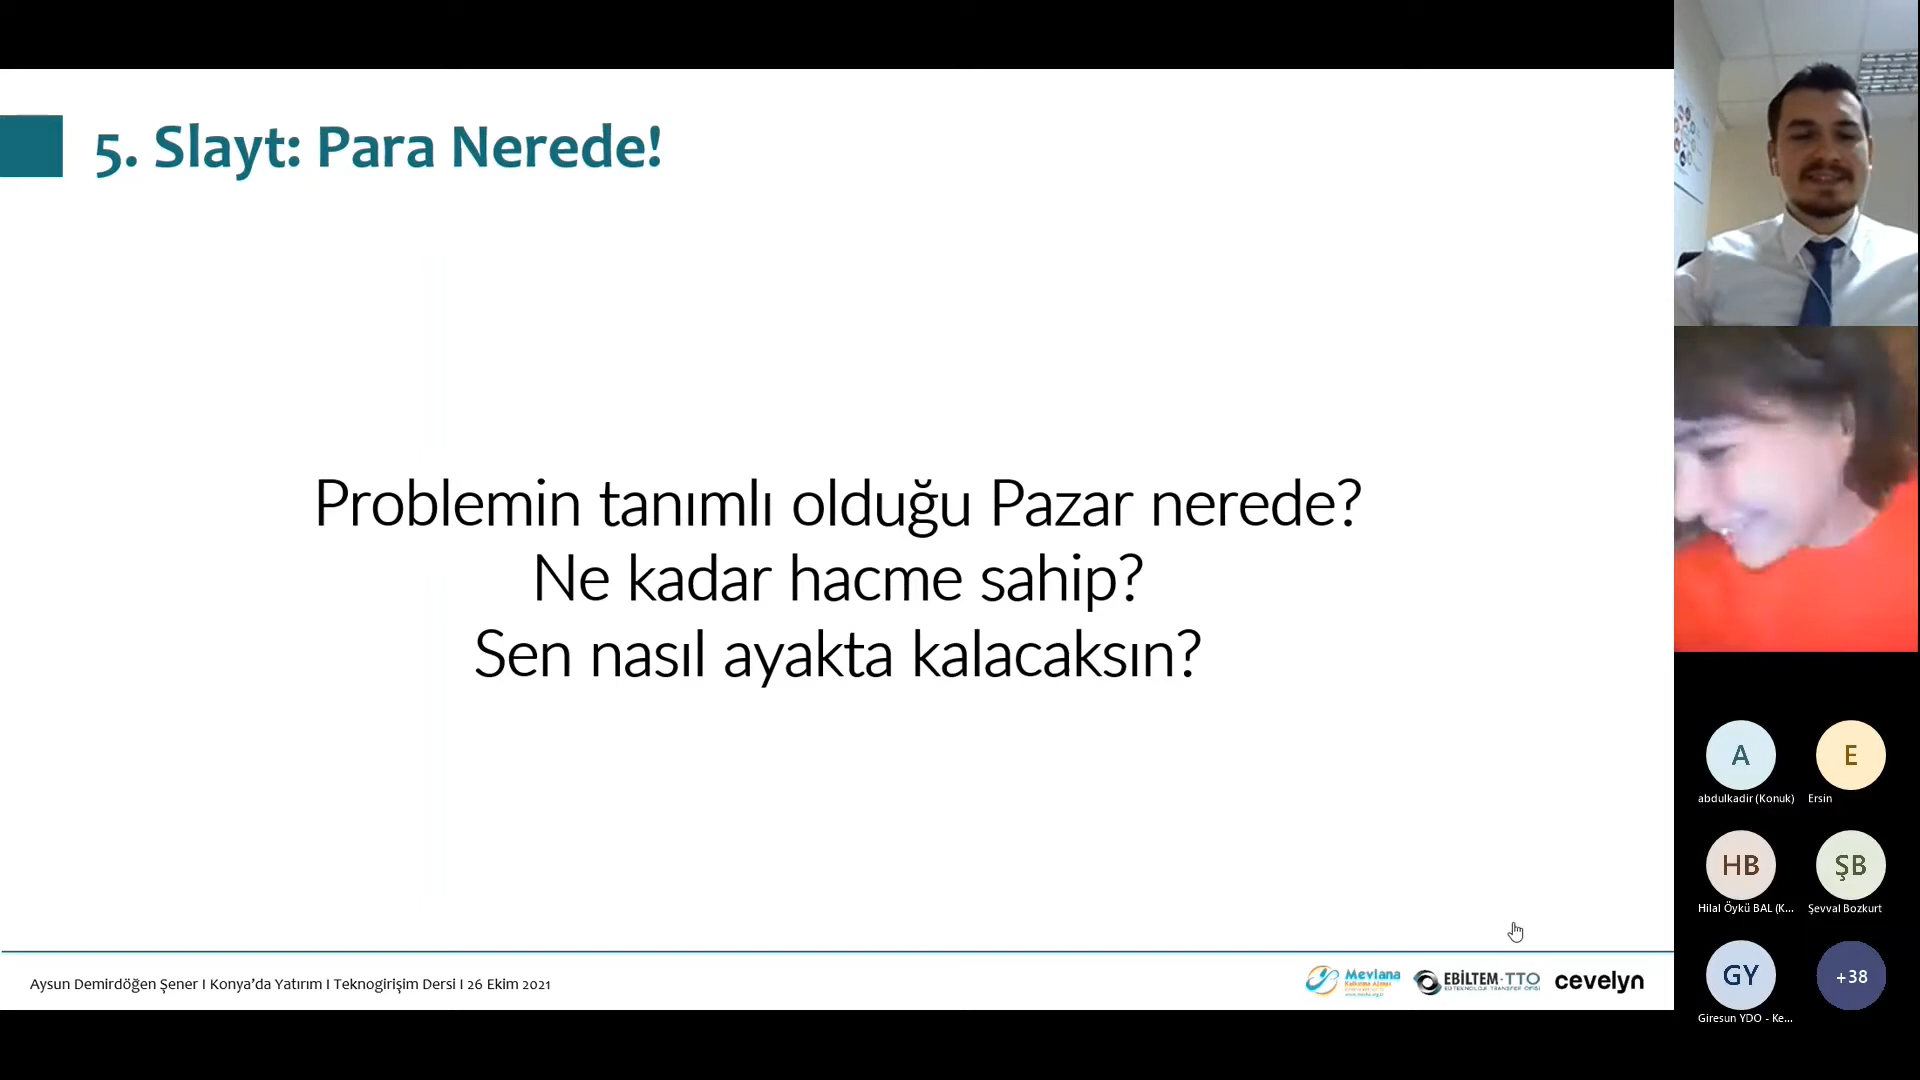 5. Slayt: Para Nerede!
Problemin tanımlı olduğu Pazar nerede?
Ne kadar hacme sahip?
Sen nasıl ayakta kalacaksın?
Aysun Demirdöğen Şener I Konya'da Yatırım I Teknogirişim Dersi I 26 Ekim 2021
Mevlana
EBİLTEM-TTO
cevelyn
A
E
abdulkadir (Konuk)
Ersin
HB
ŞB
Hilal Öykü BAL (K...
Şevval Bozkurt
GY
+38
Giresun YDO - Ke...